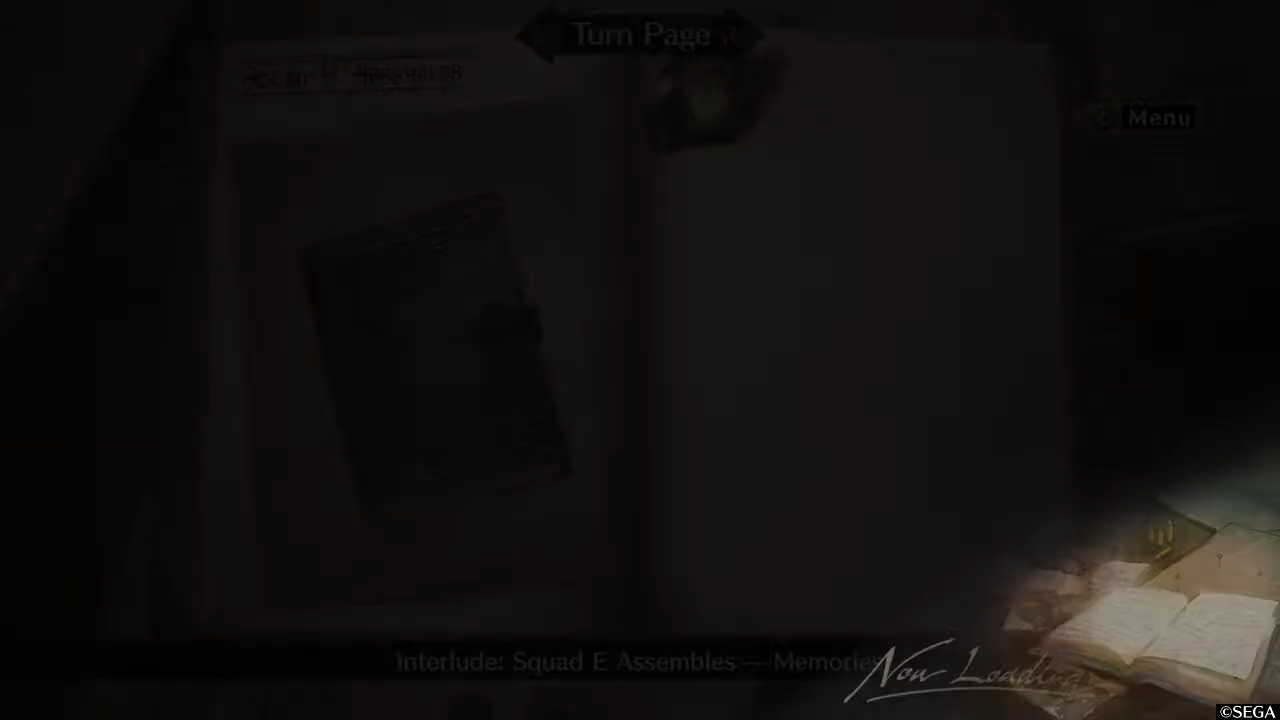 Turn Page
Menu
Interlude: Squad E Assembles — Memories
Now Loading
©SEGA